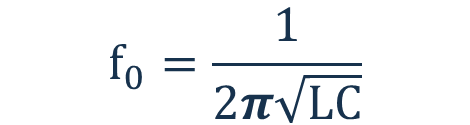 f₀ = 1 / 2π√LC